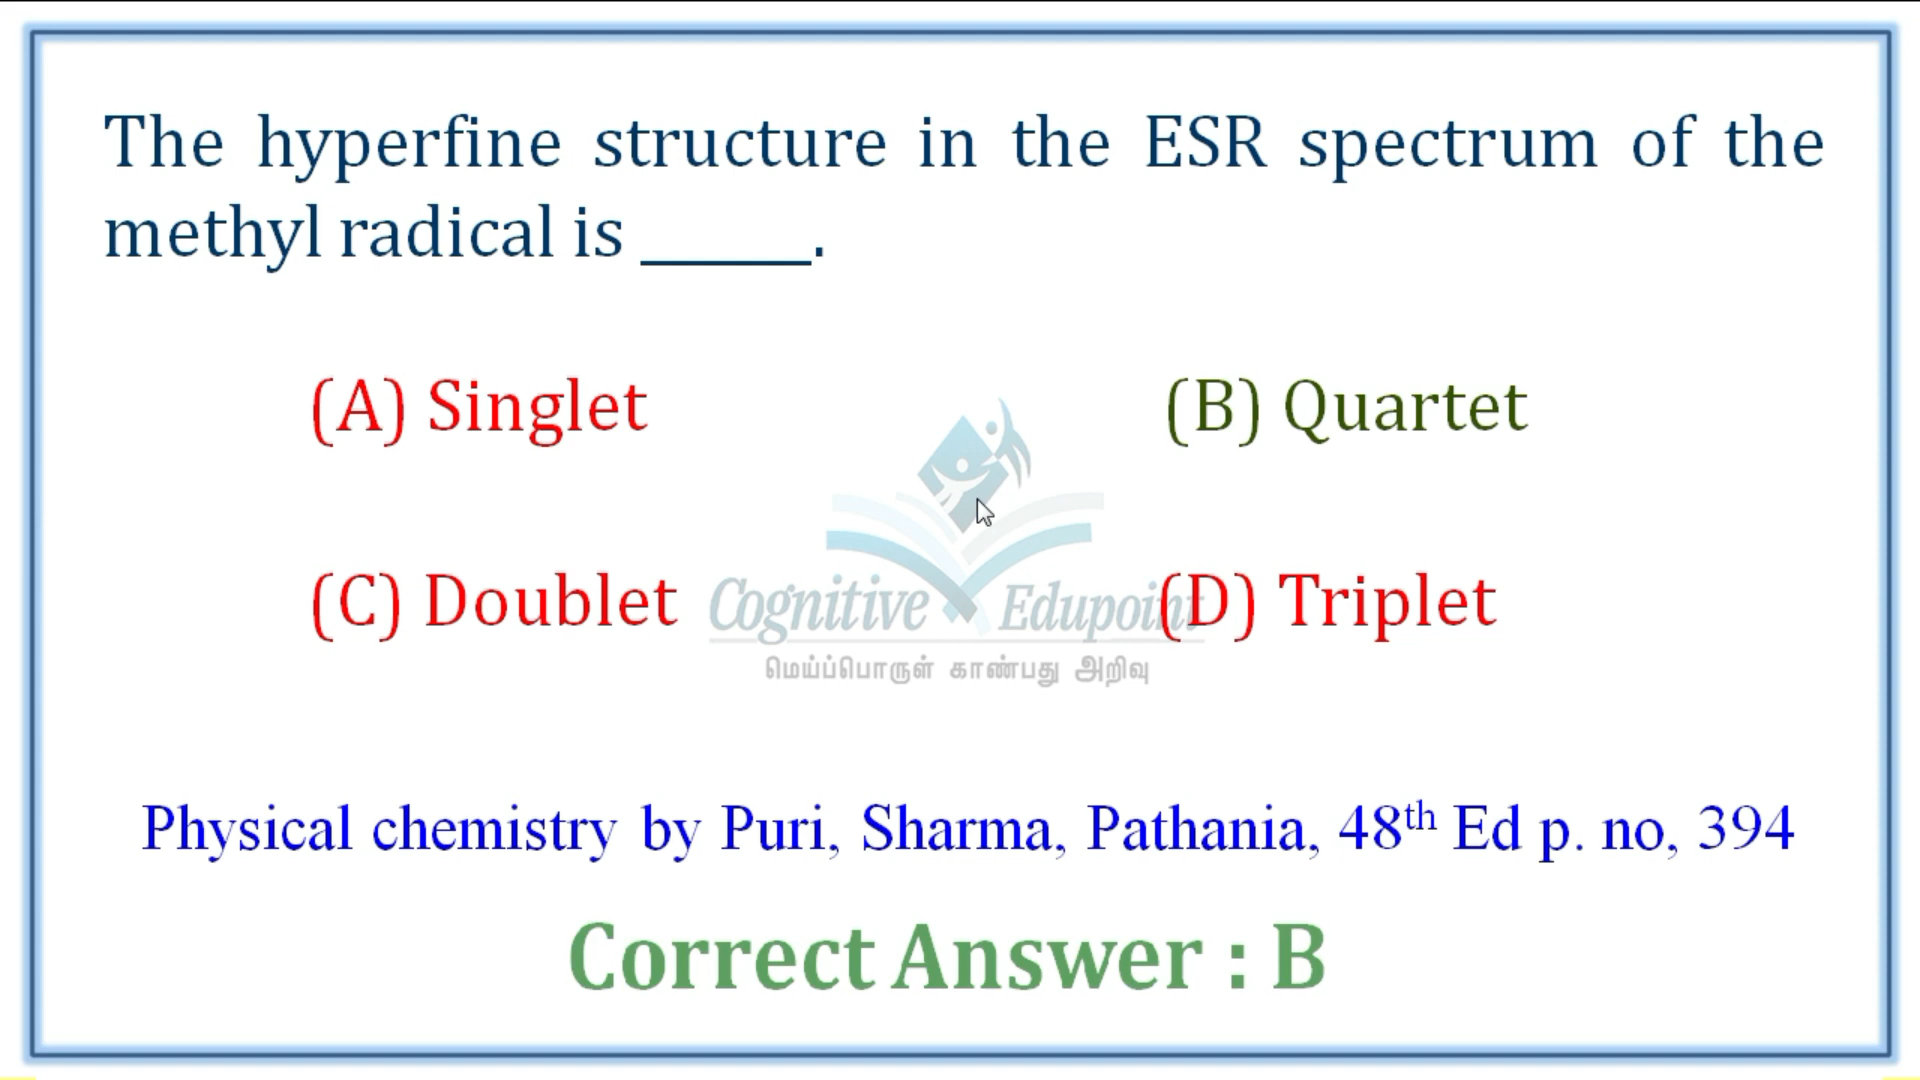 The hyperfine structure in the ESR spectrum of the
methyl radical is ______.
(A) Singlet
(B) Quartet
(C) Doublet
(D) Triplet
Cognitive Edupoint
மெய்ப்பொருள் காண்பது அறிவு
Physical chemistry by Puri, Sharma, Pathania, 48th Ed p. no, 394
Correct Answer : B